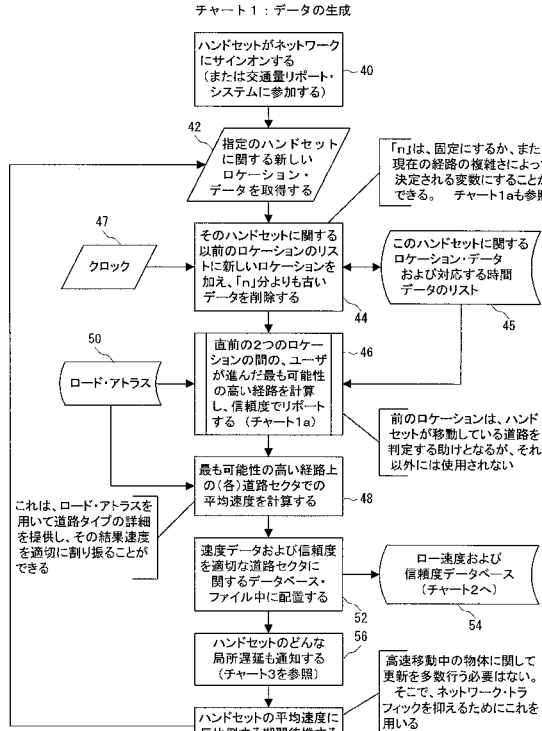 チャート１：データの生成
ハンドセットがネットワーク
にサインオンする
（または交通量リポート・
システムに参加する）
40
42
指定のハンドセット
に関する新しい
ロケーション・
データを取得する
「n」は、固定にするか、また
現在の経路の複雑さによっ
決定される変数にすることが
できる。 チャート1aも参照
47
クロック
そのハンドセットに関する
以前のロケーションのリス
トに新しいロケーションを
加え、「n」分よりも古い
データを削除する
44
このハンドセットに関する
ロケーション・データ
および対応する時間
データのリスト
45
50
ロード・アトラス
直前の２つのロケー
ションの間の、ユーザ
が進んだ最も可能性
の高い経路を計算
し、信頼度でリポート
する （チャート1a）
46
前のロケーションは、ハンド
セットが移動している道路を
判定する助けとなるが、それ
以外には使用されない
最も可能性の高い経路上
の（各）道路セクタでの
平均速度を計算する
48
これは、ロード・アトラスを
用いて道路タイプの詳細
を提供し、その結果速度
を適切に割り振ることが
できる
速度データおよび信頼度
を適切な道路セクタに
関するデータベース・
ファイル中に配置する
52
ロー速度および
信頼度データベース
（チャート2へ）
54
56
ハンドセットのどんな
局所遅延も通知する
（チャート3を参照）
高速移動中の物体に関して
更新を多数行う必要はない。
そこで、ネットワーク・トラ
フィックを抑えるためにこれを
用いる
ハンドセットの平均速度に